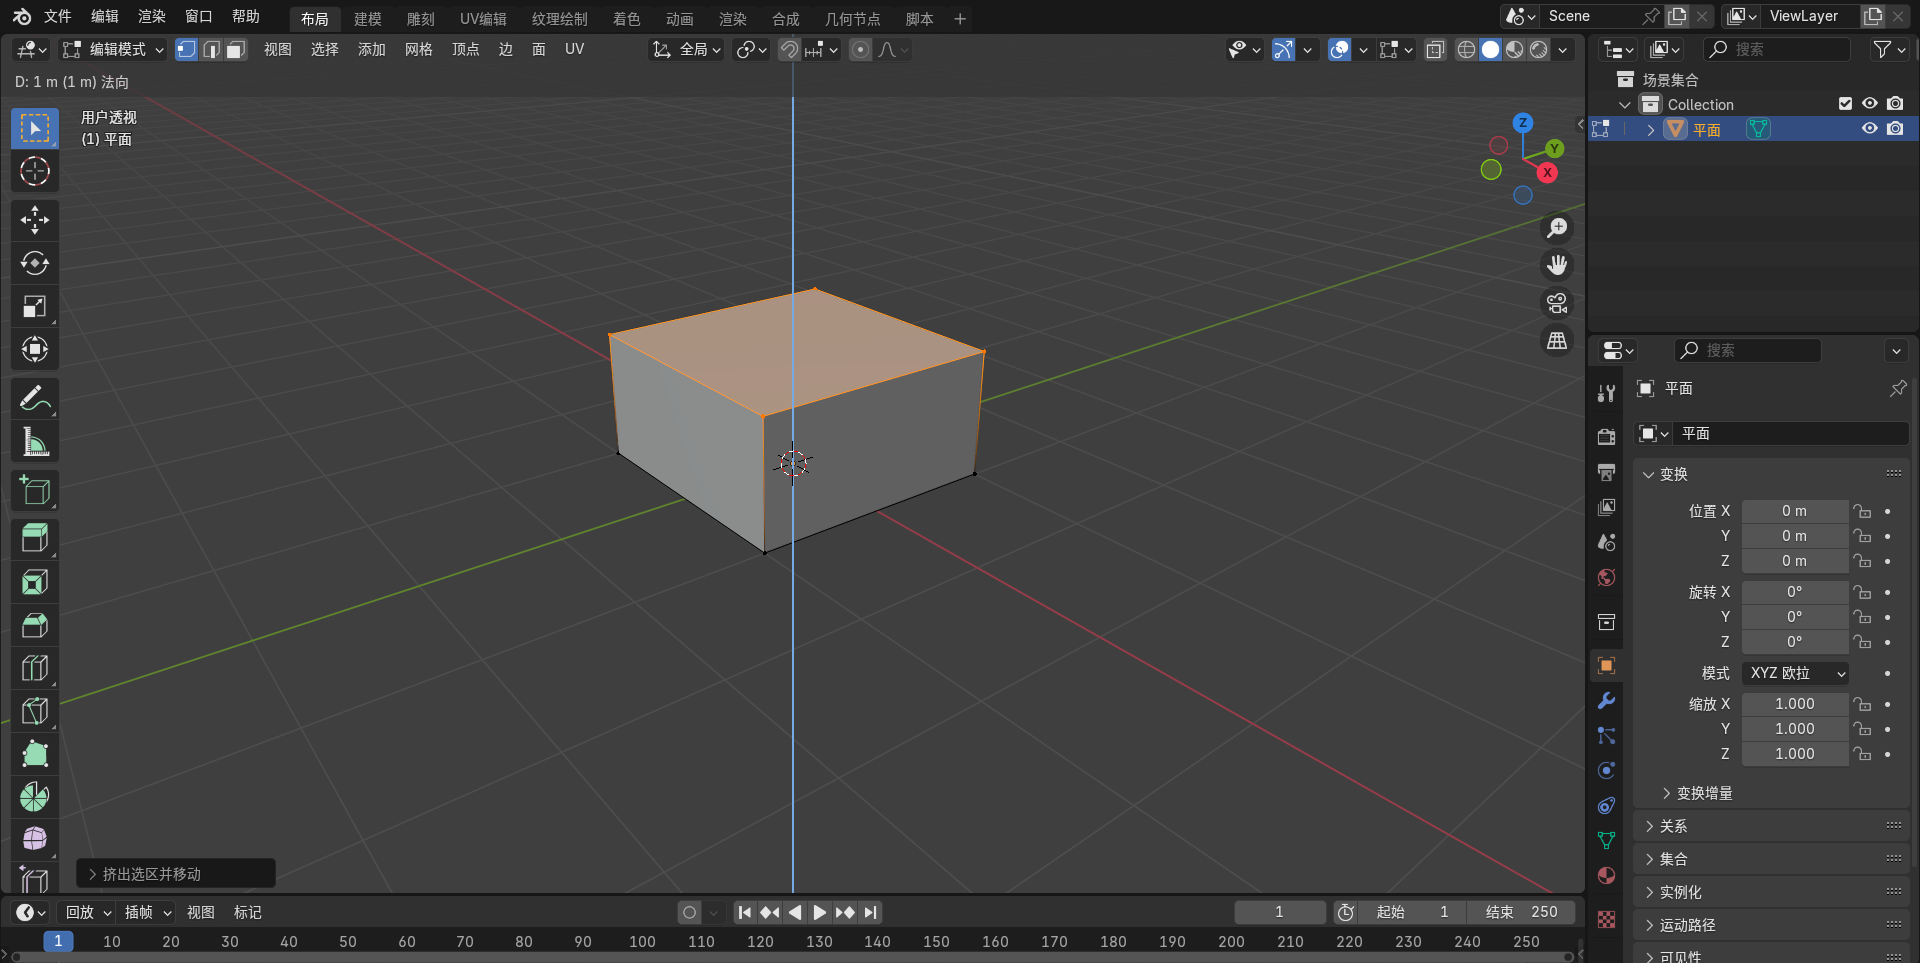 文件 编辑 渲染 窗口 帮助 布局 建模 雕刻 UV编辑 纹理绘制 着色 动画 渲染 合成 几何节点 脚本 + Scene ViewLayer
编辑模式 视图 选择 添加 网格 顶点 边 面 UV 全局 搜索
D: 1 m (1 m) 法向
用户透视
(1) 平面
Z
Y
X
场景集合
Collection
平面
搜索
平面
平面
变换
位置 X 0 m
Y 0 m
Z 0 m
旋转 X 0°
Y 0°
Z 0°
模式 XYZ 欧拉
缩放 X 1.000
Y 1.000
Z 1.000
变换增量
关系
集合
实例化
运动路径
可见性
挤出选区并移动
回放 插帧 视图 标记 1 起始 1 结束 250
1 10 20 30 40 50 60 70 80 90 100 110 120 130 140 150 160 170 180 190 200 210 220 230 240 250